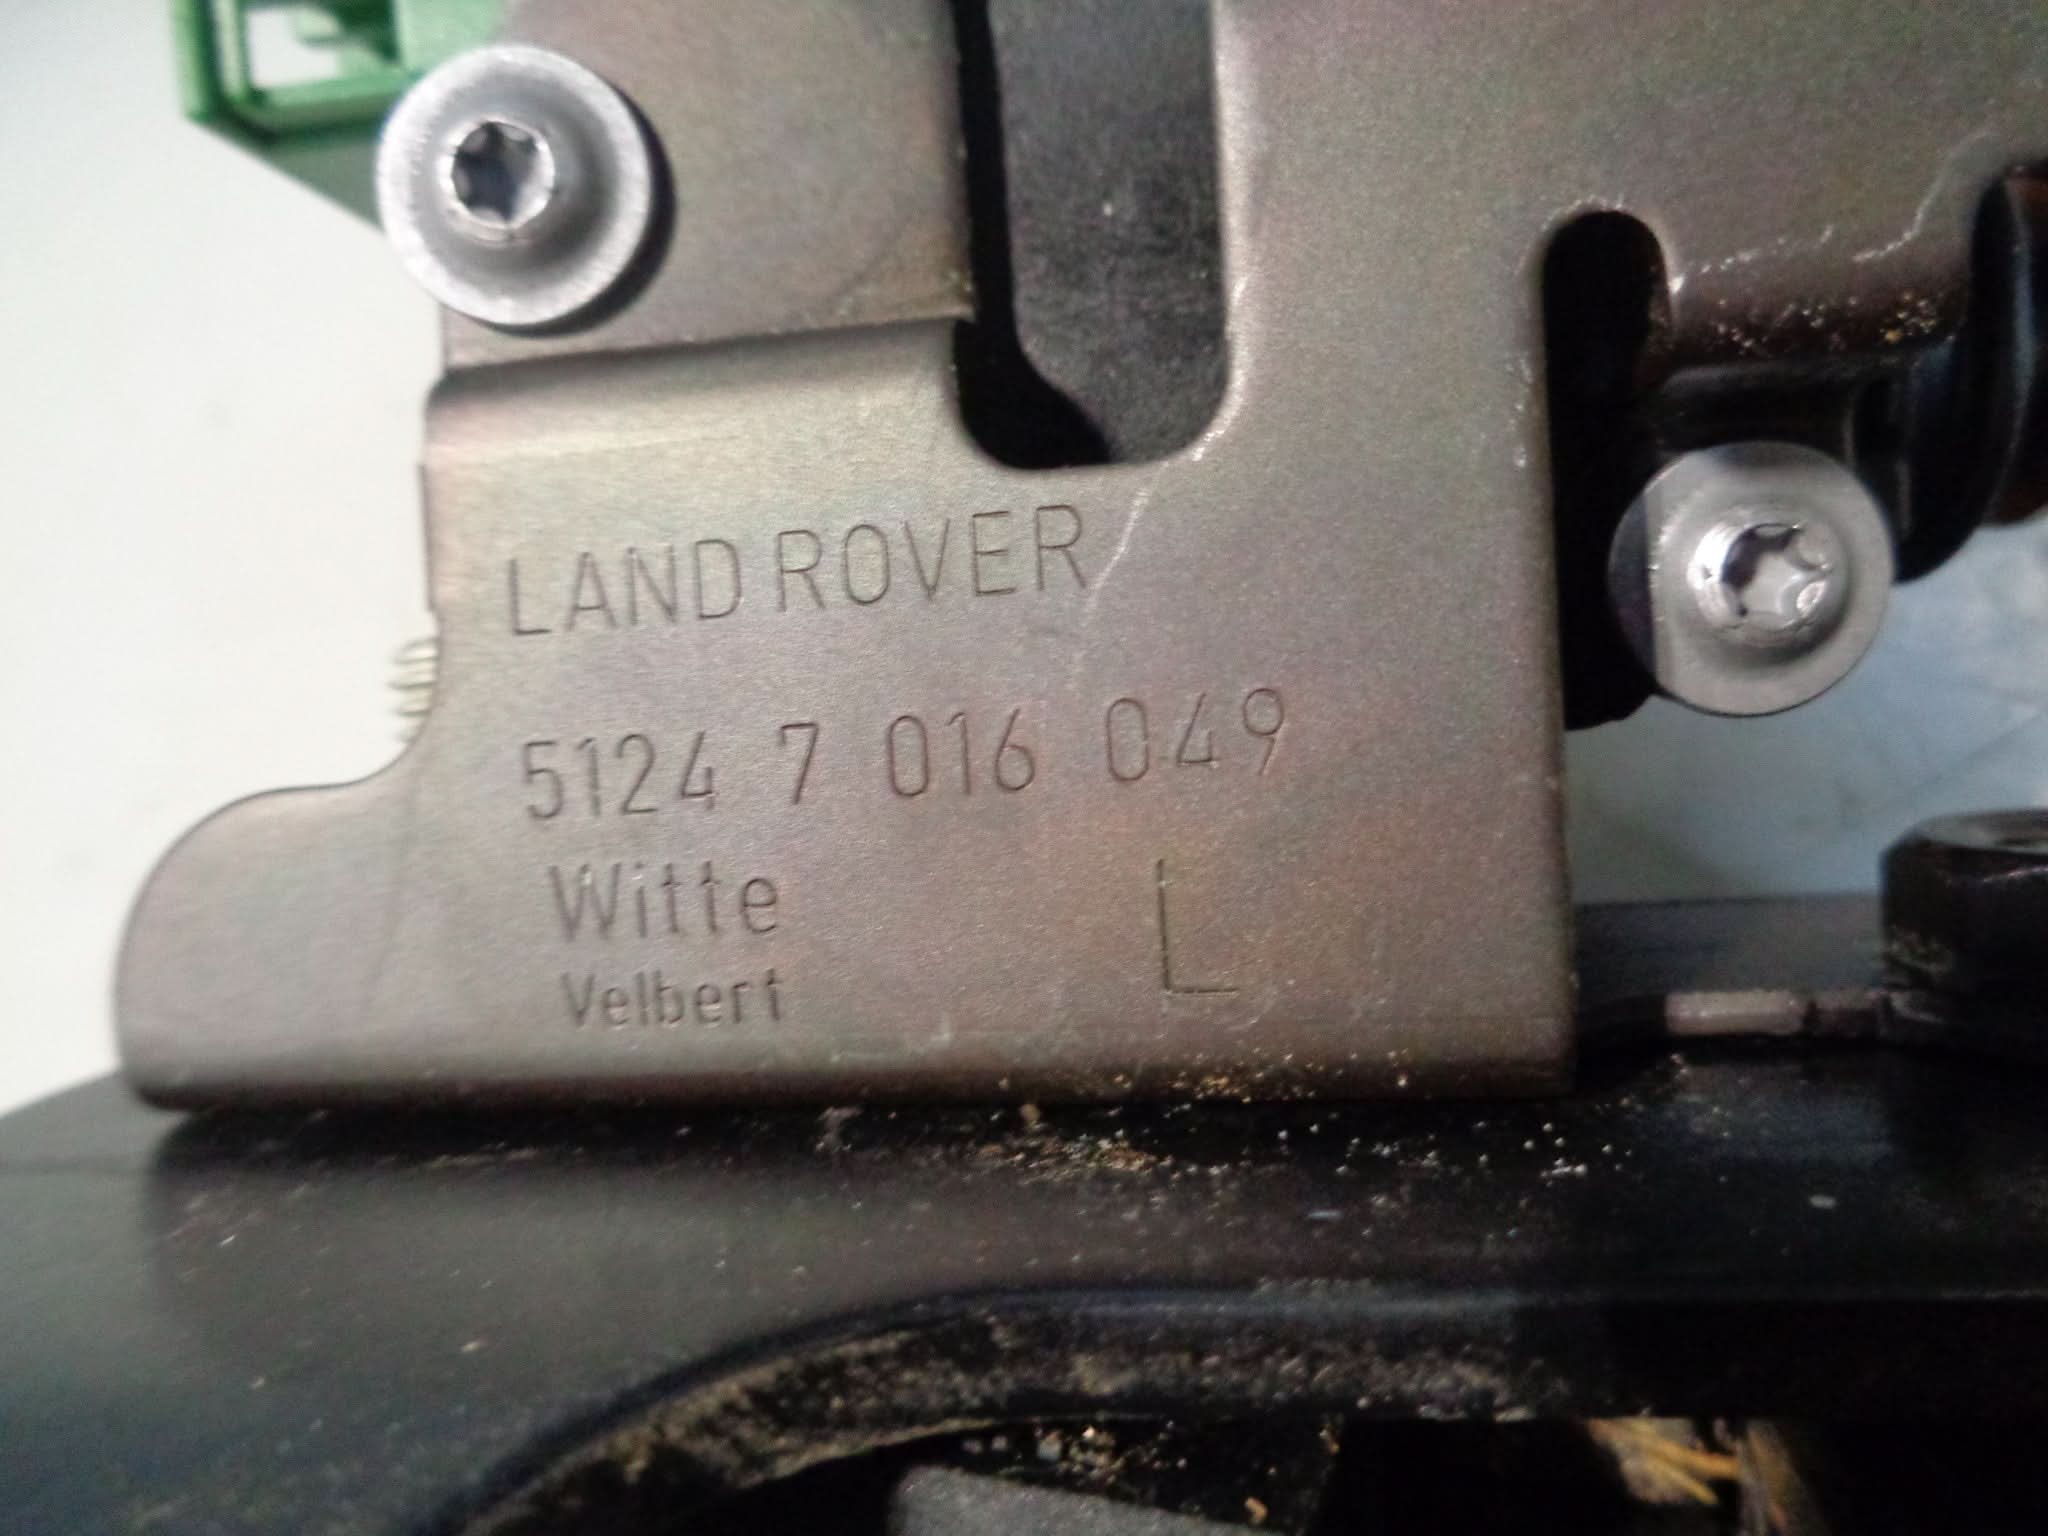 LAND ROVER
5124 7 016 049
Witte L
Velbert